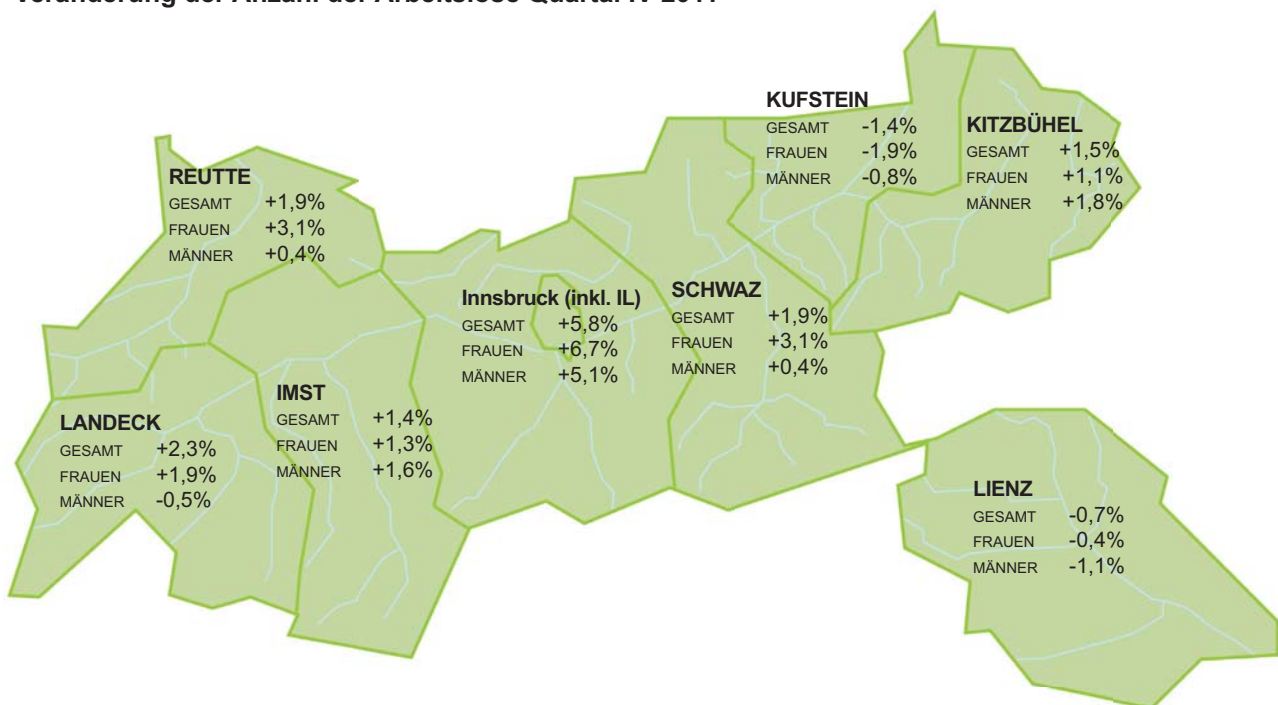 KUFSTEIN
GESAMT -1,4%
FRAUEN -1,9%
MÄNNER -0,8%
KITZBÜHEL
GESAMT +1,5%
FRAUEN +1,1%
MÄNNER +1,8%
REUTTE
GESAMT +1,9%
FRAUEN +3,1%
MÄNNER +0,4%
Innsbruck (inkl. IL)
GESAMT +5,8%
FRAUEN +6,7%
MÄNNER +5,1%
SCHWAZ
GESAMT +1,9%
FRAUEN +3,1%
MÄNNER +0,4%
IMST
GESAMT +1,4%
FRAUEN +1,3%
MÄNNER +1,6%
LANDECK
GESAMT +2,3%
FRAUEN +1,9%
MÄNNER -0,5%
LIENZ
GESAMT -0,7%
FRAUEN -0,4%
MÄNNER -1,1%